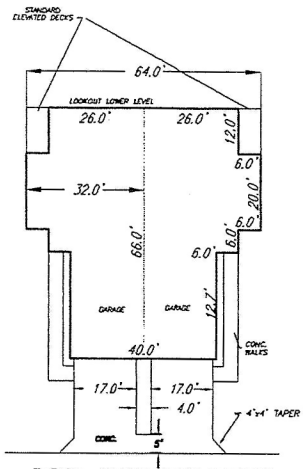 STANDARD
ELEVATED DECKS
64.0'
LOOKOUT LOWER LEVEL
26.0'
26.0'
12.0'
6.0'
32.0'
20.0'
6.0'
66.0'
6.0'
6.0'
12.7'
GARAGE
GARAGE
CONC.
WALKS
40.0'
17.0'
17.0'
4.0'
4'x4' TAPER
CONC.
5'